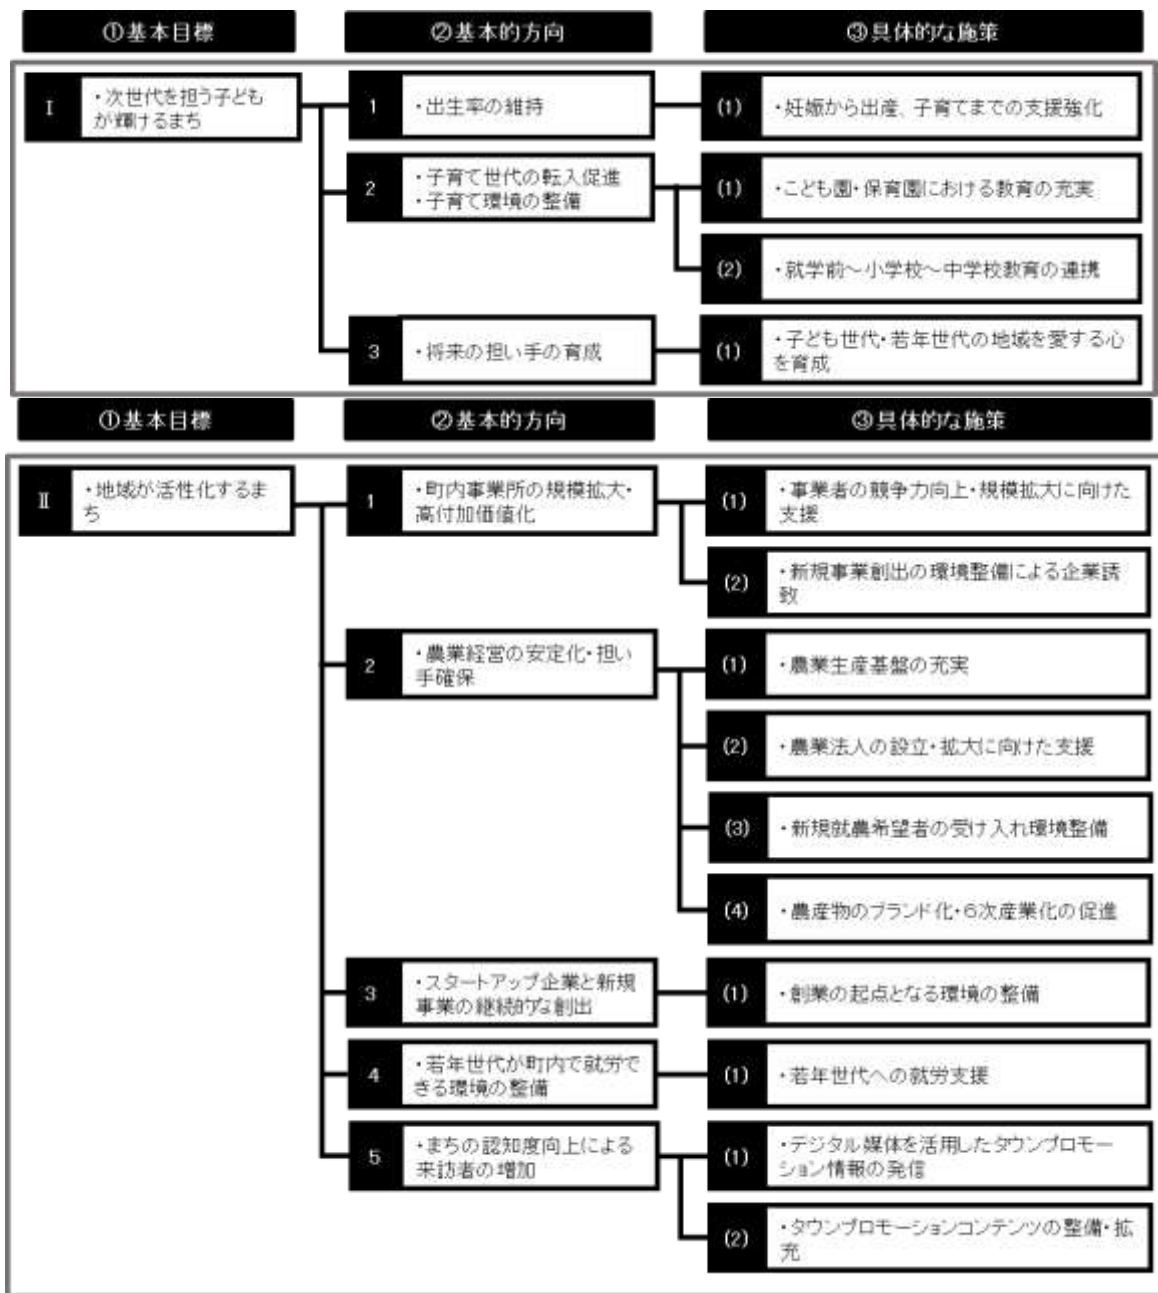 ①基本目標 ②基本的方向 ③具体的な施策
Ⅰ ・次世代を担う子ども
が輝けるまち
1 ・出生率の維持
(1) ・妊娠から出産、子育てまでの支援強化
2 ・子育て世代の転入促進
・子育て環境の整備
(1) ・こども園・保育園における教育の充実
(2) ・就学前～小学校～中学校教育の連携
3 ・将来の担い手の育成
(1) ・子ども世代・若年世代の地域を愛する心
を育成
①基本目標 ②基本的方向 ③具体的な施策
Ⅱ ・地域が活性化するま
ち
1 ・町内事業所の規模拡大・
高付加価値化
(1) ・事業者の競争力向上・規模拡大に向けた
支援
(2) ・新規事業創出の環境整備による企業誘
致
2 ・農業経営の安定化・担い
手確保
(1) ・農業生産基盤の充実
(2) ・農業法人の設立・拡大に向けた支援
(3) ・新規就農希望者の受け入れ環境整備
(4) ・農産物のブランド化・6次産業化の促進
3 ・スタートアップ企業と新規
事業の継続的な創出
(1) ・創業の起点となる環境の整備
4 ・若年世代が町内で就労で
きる環境の整備
(1) ・若年世代への就労支援
5 ・まちの認知度向上による
来訪者の増加
(1) ・デジタル媒体を活用したタウンプロモー
ション情報の発信
(2) ・タウンプロモーションコンテンツの整備・拡
充